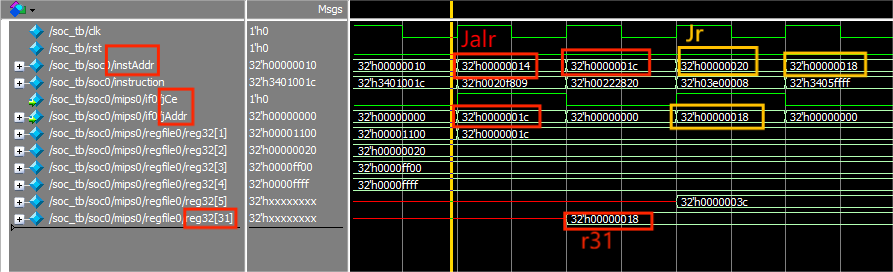 Msgs
Jalr
Jr
/soc_tb/clk 1'h0
/soc_tb/rst 1'h0
/soc_tb/soc0/instAddr 32'h00000010 32'h00000010 32'h00000014 32'h0000001c 32'h00000020 32'h00000018
/soc_tb/soc0/instruction 32'h3401001c 32'h3401001c 32'h0020f809 32'h00222820 32'h03e00008 32'h3405ffff
/soc_tb/soc0/mips0/if0/jCe 1'h0
/soc_tb/soc0/mips0/if0/jAddr 32'h00000000 32'h00000000 32'h0000001c 32'h00000000 32'h00000018 32'h00000000
/soc_tb/soc0/mips0/regfile0/reg32[1] 32'h00001100 32'h00001100 32'h0000001c
/soc_tb/soc0/mips0/regfile0/reg32[2] 32'h00000020 32'h00000020
/soc_tb/soc0/mips0/regfile0/reg32[3] 32'h0000ff00 32'h0000ff00
/soc_tb/soc0/mips0/regfile0/reg32[4] 32'h0000ffff 32'h0000ffff
/soc_tb/soc0/mips0/regfile0/reg32[5] 32'hxxxxxxxx 32'h0000003c
/soc_tb/soc0/mips0/regfile0/reg32[31] 32'hxxxxxxxx 32'h00000018
r31